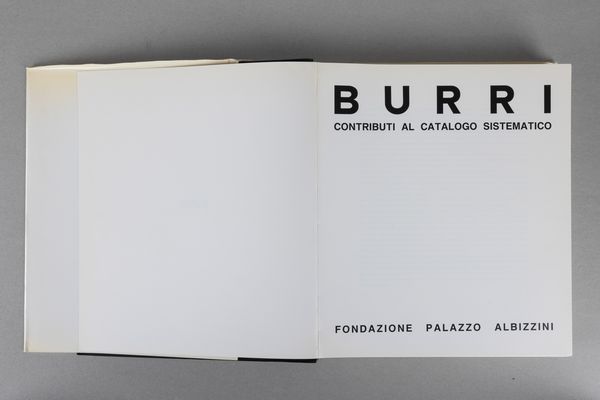 BURRI
CONTRIBUTI AL CATALOGO SISTEMATICO
FONDAZIONE PALAZZO ALBIZZINI